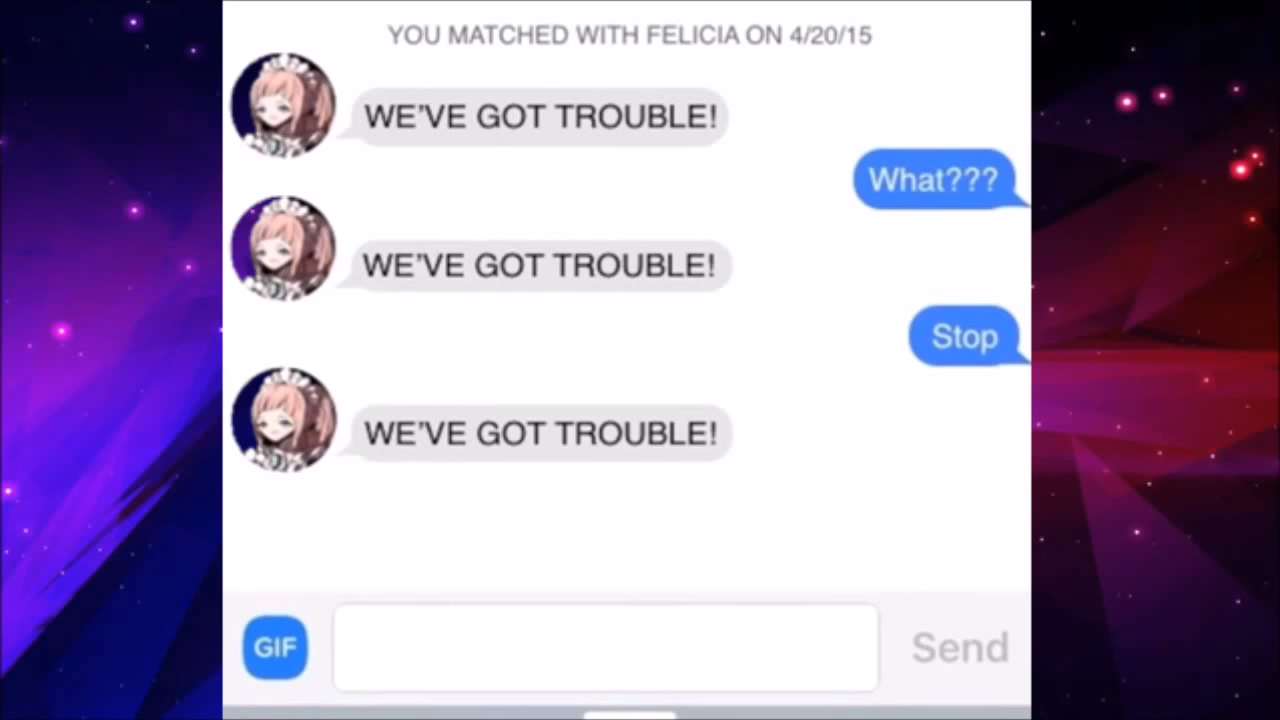 YOU MATCHED WITH FELICIA ON 4/20/15
WE'VE GOT TROUBLE!
What???
WE'VE GOT TROUBLE!
Stop
WE'VE GOT TROUBLE!
GIF
Send